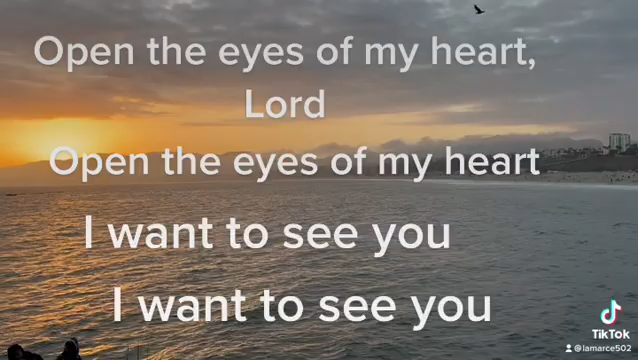 Open the eyes of my heart,
Lord
Open the eyes of my heart
I want to see you
I want to see you
TikTok
@lamarce502